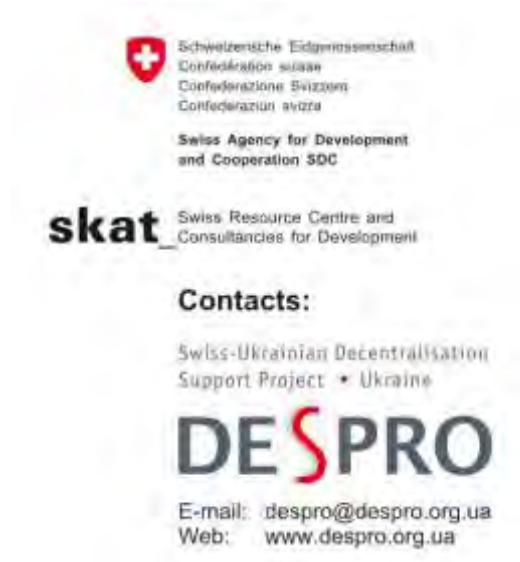 Schweizerische Eidgenossenschaft
Confédération suisse
Confederazione Svizzera
Confederaziun svizra
Swiss Agency for Development
and Cooperation SDC
skat_
Swiss Resource Centre and
Consultancies for Development
Contacts:
Swiss-Ukrainian Decentralisation
Support Project • Ukraine
DESPRO
E-mail: despro@despro.org.ua
Web: www.despro.org.ua